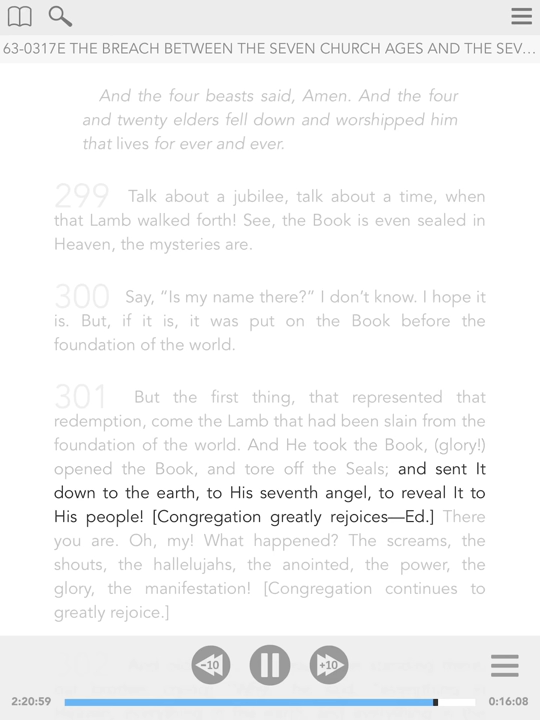 63-0317E THE BREACH BETWEEN THE SEVEN CHURCH AGES AND THE SEV...
And the four beasts said, Amen. And the four
and twenty elders fell down and worshipped him
that lives for ever and ever.
299 Talk about a jubilee, talk about a time, when
that Lamb walked forth! See, the Book is even sealed in
Heaven, the mysteries are.
300 Say, “Is my name there?” I don’t know. I hope it
is. But, if it is, it was put on the Book before the
foundation of the world.
301 But the first thing, that represented that
redemption, come the Lamb that had been slain from the
foundation of the world. And He took the Book, (glory!)
opened the Book, and tore off the Seals; and sent It
down to the earth, to His seventh angel, to reveal It to
His people! [Congregation greatly rejoices—Ed.] There
you are. Oh, my! What happened? The screams, the
shouts, the hallelujahs, the anointed, the power, the
glory, the manifestation! [Congregation continues to
greatly rejoice.]
-10 +10
2:20:59 0:16:08